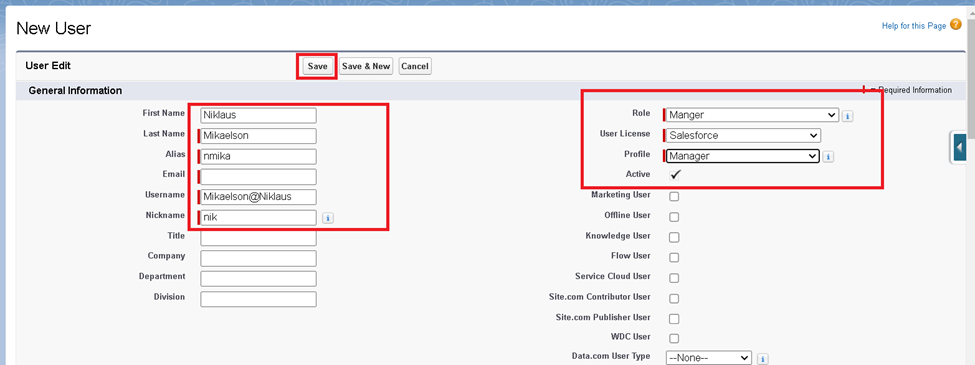 New User
Help for this Page
User Edit
Save
Save & New
Cancel
General Information
= Required Information
First Name Niklaus
Last Name Mikaelson
Alias nmika
Email
Username Mikaelson@Niklaus
Nickname nik
Title
Company
Department
Division
Role Manger
User License Salesforce
Profile Manager
Active
Marketing User
Offline User
Knowledge User
Flow User
Service Cloud User
Site.com Contributor User
Site.com Publisher User
WDC User
Data.com User Type --None--